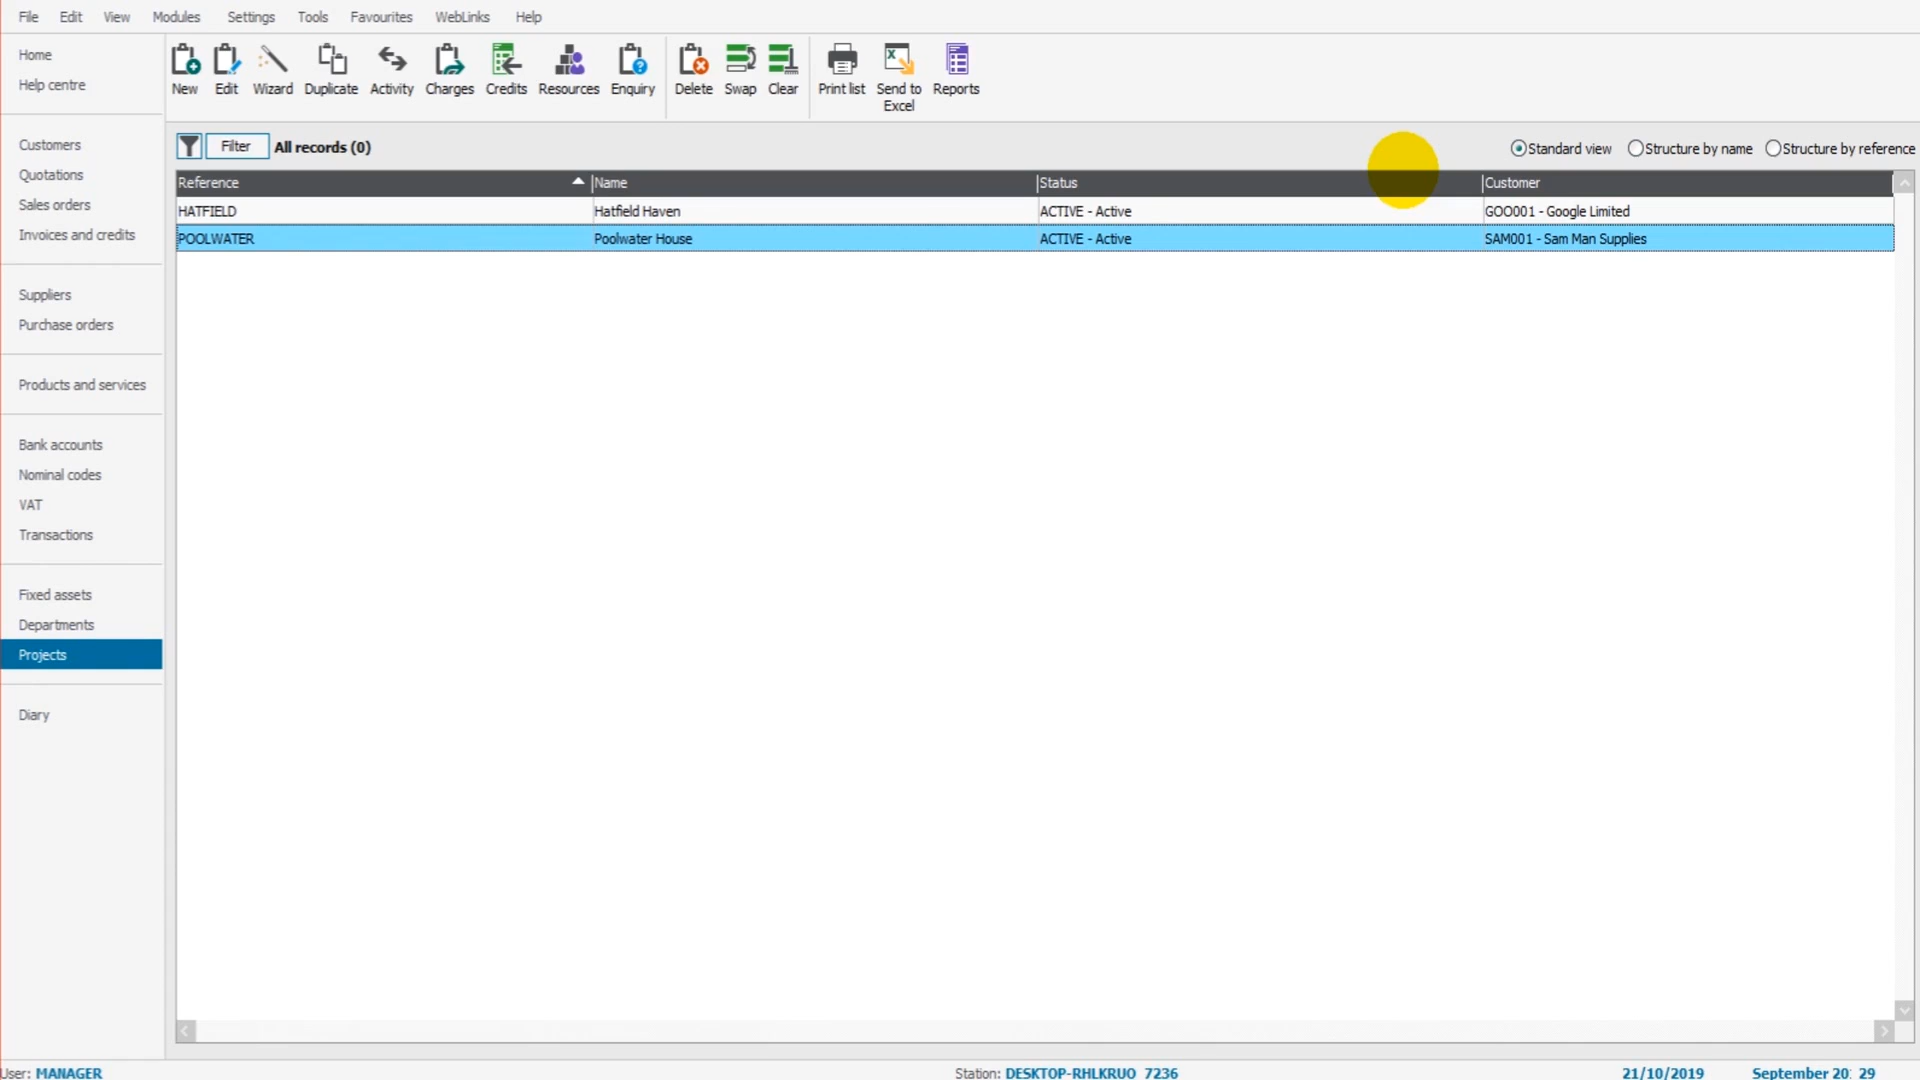 File Edit View Modules Settings Tools Favourites WebLinks Help
Home
Help centre
Customers
Quotations
Sales orders
Invoices and credits
Suppliers
Purchase orders
Products and services
Bank accounts
Nominal codes
VAT
Transactions
Fixed assets
Departments
Projects
Diary
New Edit Wizard Duplicate Activity Charges Credits Resources Enquiry Delete Swap Clear Print list Send to Excel Reports
Filter All records (0) Standard view Structure by name Structure by reference
Reference Name Status Customer
HATFIELD Hatfield Haven ACTIVE - Active GOO001 - Google Limited
POOLWATER Poolwater House ACTIVE - Active SAM001 - Sam Man Supplies
User: MANAGER Station: DESKTOP-RHLKRUO 7236 21/10/2019 September 20 29